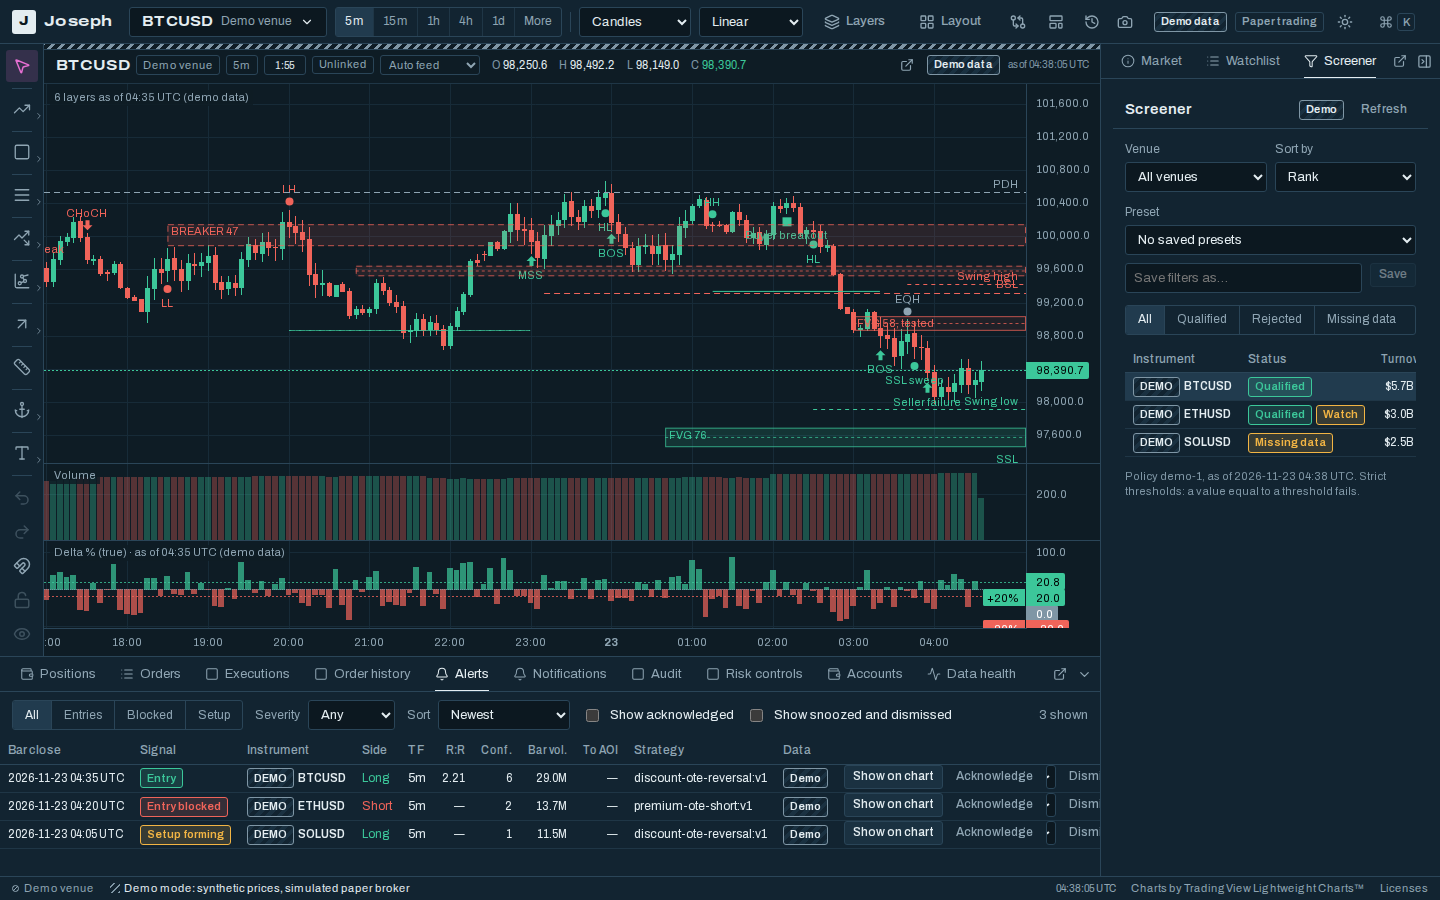 J Joseph BTCUSD Demo venue 5m 15m 1h 4h 1d More Candles Linear Layers Layout Demo data Paper trading ⌘ K
BTCUSD Demo venue 5m 1:55 Unlinked Auto feed O 98,250.6 H 98,492.2 L 98,149.0 C 98,390.7 Demo data as of 04:38:05 UTC
6 layers as of 04:35 UTC (demo data)
101,600.0
101,200.0
100,800.0
PDH
100,400.0
100,000.0
99,600.0
99,200.0
98,800.0
98,390.7
98,000.0
97,600.0
LH
CHoCH
BREAKER 47
LL
MSS
HL
BOS
HH
HL
Swing high
BSL
EQH
BOS
SSL sweep
Seller failure Swing low
FVG 76
SSL
Volume
200.0
Delta % (true) · as of 04:35 UTC (demo data)
100.0
20.8
+20% 20.0
0.0
:00 18:00 19:00 20:00 21:00 22:00 23:00 23 01:00 02:00 03:00 04:00
Market Watchlist Screener
Screener Demo Refresh
Venue Sort by
All venues Rank
Preset
No saved presets
Save filters as... Save
All Qualified Rejected Missing data
Instrument Status Turnov
DEMO BTCUSD Qualified $5.7B
DEMO ETHUSD Qualified Watch $3.0B
DEMO SOLUSD Missing data $2.5B
Policy demo-1, as of 2026-11-23 04:38 UTC. Strict
thresholds: a value equal to a threshold fails.
Positions Orders Executions Order history Alerts Notifications Audit Risk controls Accounts Data health
All Entries Blocked Setup Severity Any Sort Newest Show acknowledged Show snoozed and dismissed 3 shown
Bar close Signal Instrument Side TF R:R Conf. Bar vol. To AOI Strategy Data
2026-11-23 04:35 UTC Entry DEMO BTCUSD Long 5m 2.21 6 29.0M — discount-ote-reversal:v1 Demo Show on chart Acknowledge Dismi
2026-11-23 04:20 UTC Entry blocked DEMO ETHUSD Short 5m — 2 13.7M — premium-ote-short:v1 Demo Show on chart Acknowledge Dismi
2026-11-23 04:05 UTC Setup forming DEMO SOLUSD Long 5m — 1 11.5M — discount-ote-reversal:v1 Demo Show on chart Acknowledge Dismi
Demo venue Demo mode: synthetic prices, simulated paper broker 04:38:05 UTC Charts by TradingView Lightweight Charts™ Licenses